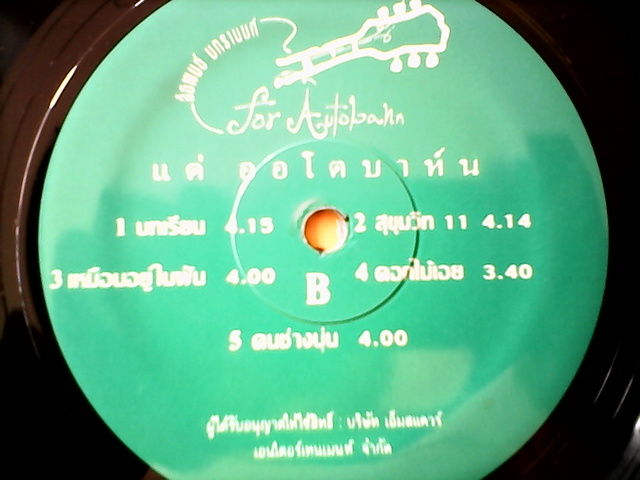 for Autobahn
แด่ ออโตบาห์น
1 บทเรียน 4.15 2 สุขุมวิท 11 4.14
3 เหมือนอยู่ในฝัน 4.00 4 ดอกไม้เอย 3.40
B
5 คนช่างฝุ่น 4.00
ผู้ได้รับอนุญาตให้ใช้สิทธิ์ : บริษัท เอ็มสแควร์
เอนเตอร์เทนเมนท์ จำกัด